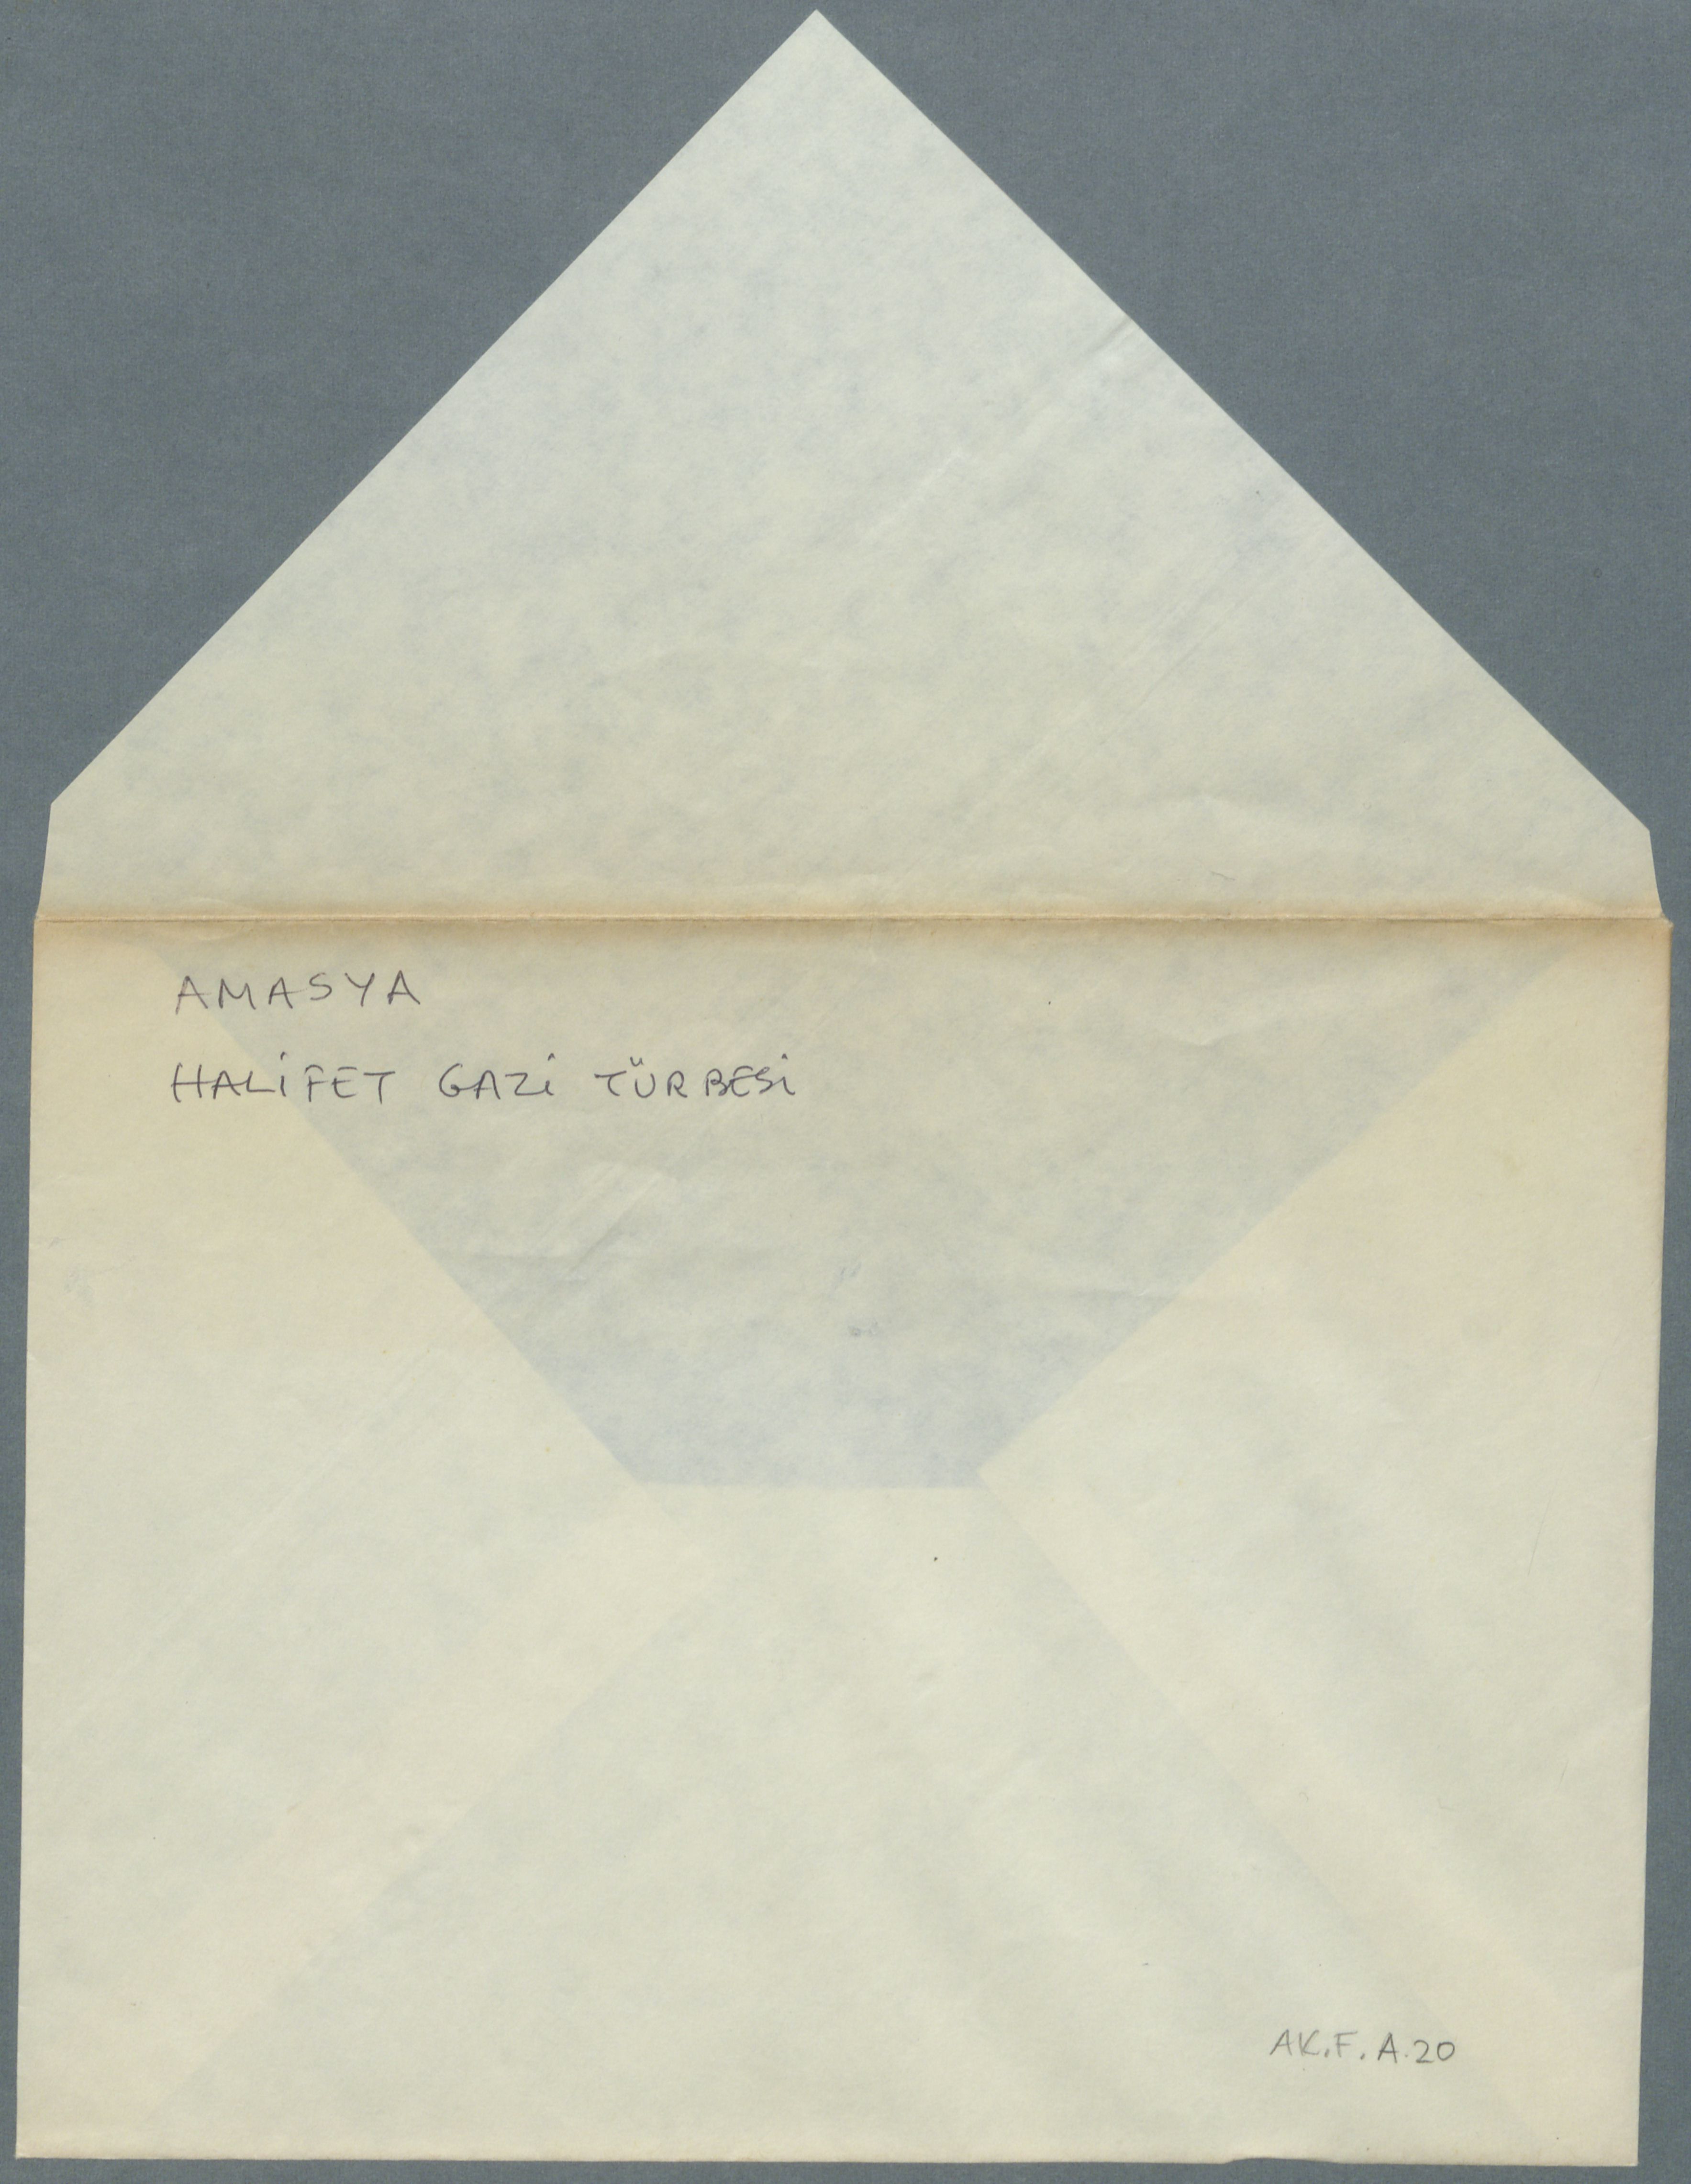 AMASYA
HALİFET GAZİ TÜRBESİ
AK.F.A.20